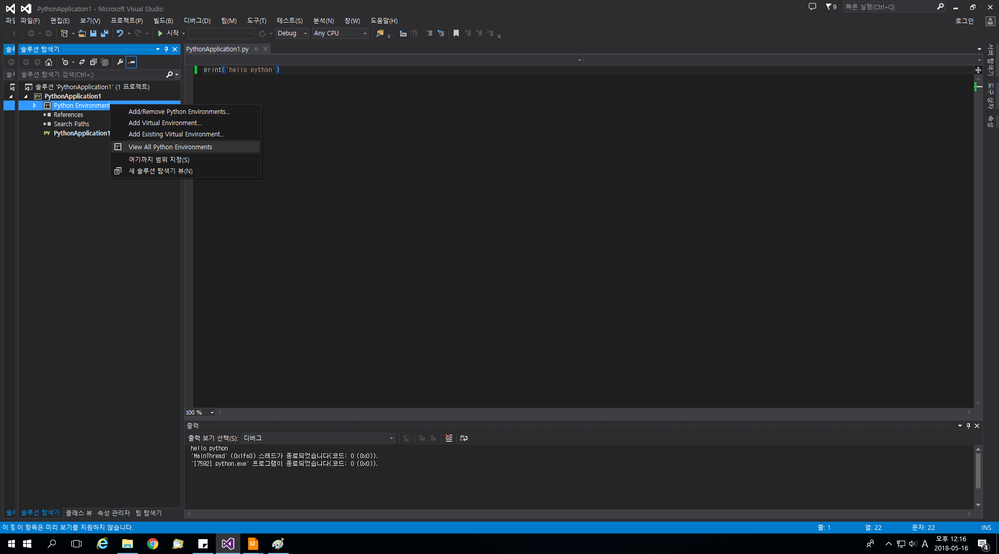 PythonApplication1 - Microsoft Visual Studio
9
빠른 실행(Ctrl+Q)
파일(F) 편집(E) 보기(V) 프로젝트(P) 빌드(B) 디버그(D) 팀(M) 도구(T) 테스트(S) 분석(N) 창(W) 도움말(H)
로그인
시작 Debug Any CPU
솔루션 탐색기
PythonApplication1.py
솔루션 탐색기 검색(Ctrl+;)
print('hello python')
솔루션 'PythonApplication1' (1 프로젝트)
PY PythonApplication1
Python Environment
References
Search Paths
PY PythonApplication1
Add/Remove Python Environments...
Add Virtual Environment...
Add Existing Virtual Environment...
View All Python Environments
여기까지 범위 지정(S)
새 솔루션 탐색기 뷰(N)
서버 탐색기
도구 상자
속성
100 %
출력
출력 보기 선택(S): 디버그
hello python
'MainThread' (0x1fa0) 스레드가 종료되었습니다(코드: 0 (0x0)).
'[7592] python.exe' 프로그램이 종료되었습니다(코드: 0 (0x0)).
솔루션 탐색기 클래스 뷰 속성 관리자 팀 탐색기
이 항목은 미리 보기를 지원하지 않습니다.
줄: 1 열: 22 문자: 22 INS
A
오후 12:16
2018-05-16
4